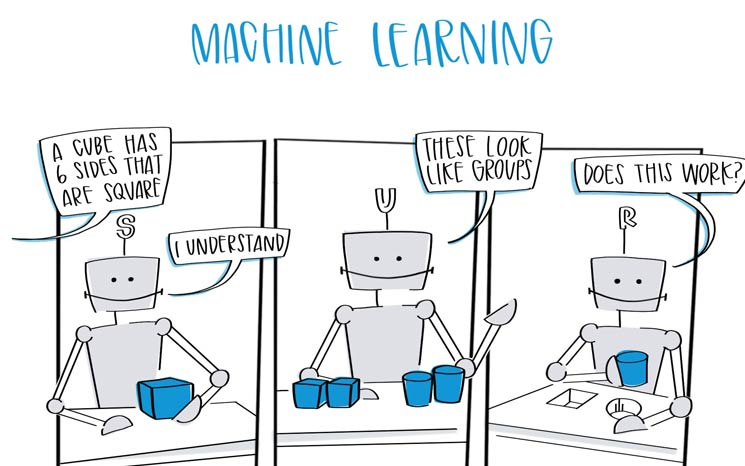 MACHINE LEARNING
A CUBE HAS
6 SIDES THAT
ARE SQUARE
S
I UNDERSTAND
U
THESE LOOK
LIKE GROUPS
R
DOES THIS WORK?